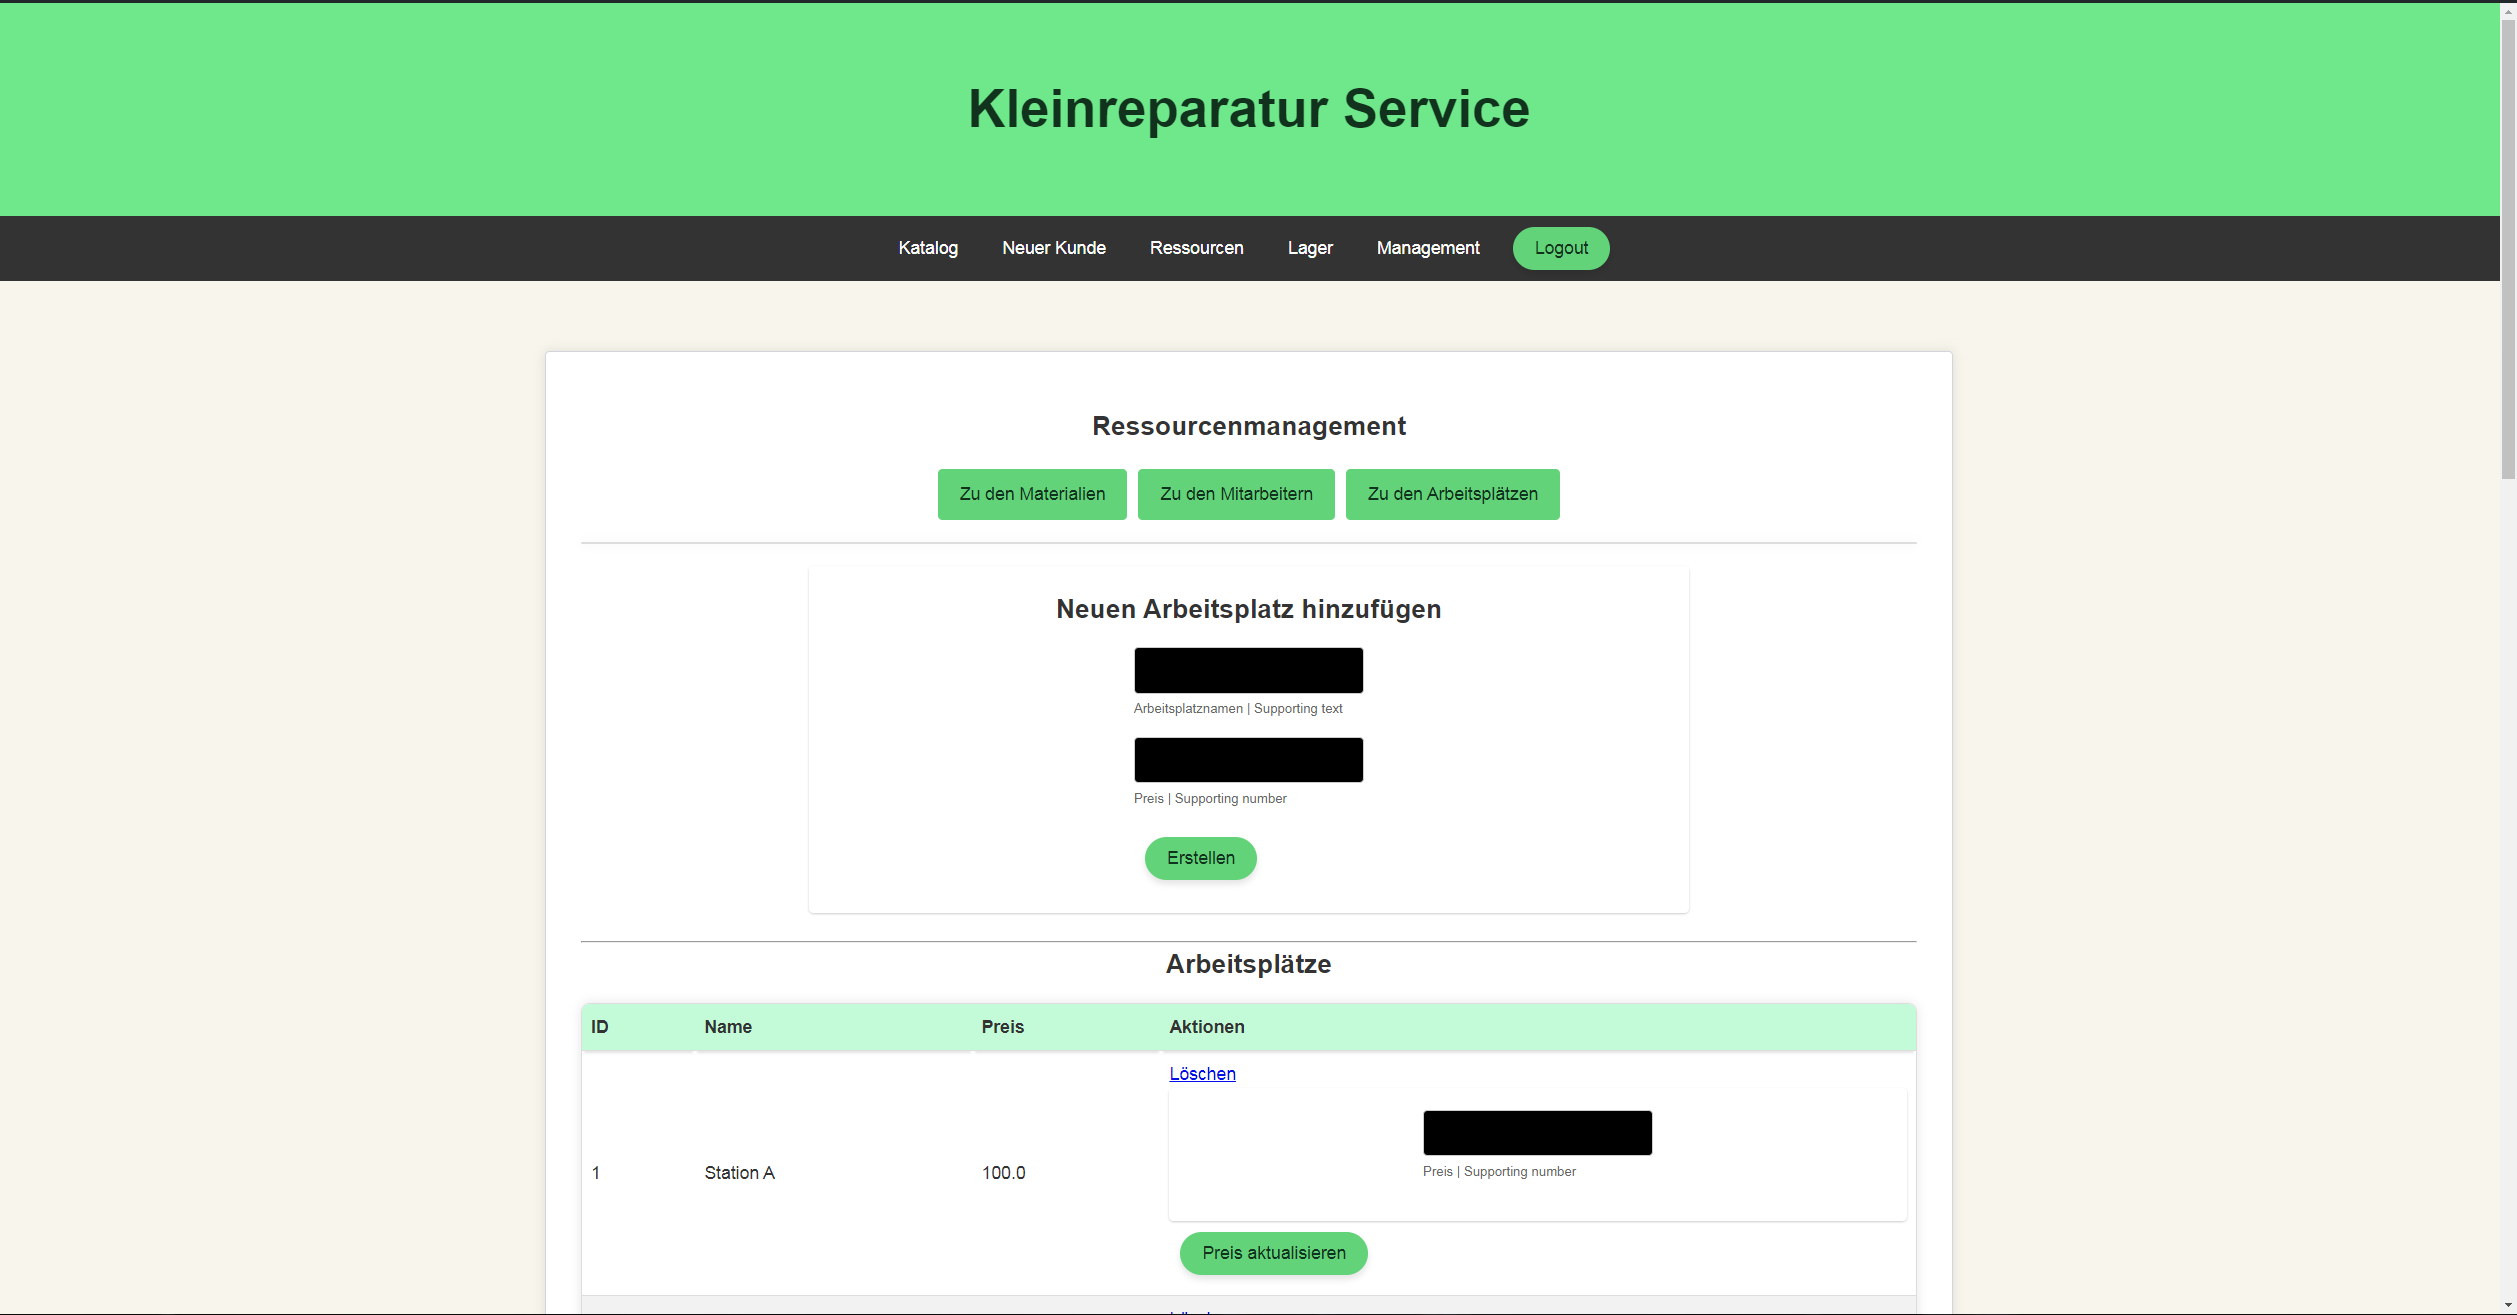 Kleinreparatur Service
Katalog Neuer Kunde Ressourcen Lager Management Logout
Ressourcenmanagement
Zu den Materialien Zu den Mitarbeitern Zu den Arbeitsplätzen
Neuen Arbeitsplatz hinzufügen
Arbeitsplatznamen | Supporting text
Preis | Supporting number
Erstellen
Arbeitsplätze
ID Name Preis Aktionen
Löschen
1 Station A 100.0
Preis | Supporting number
Preis aktualisieren